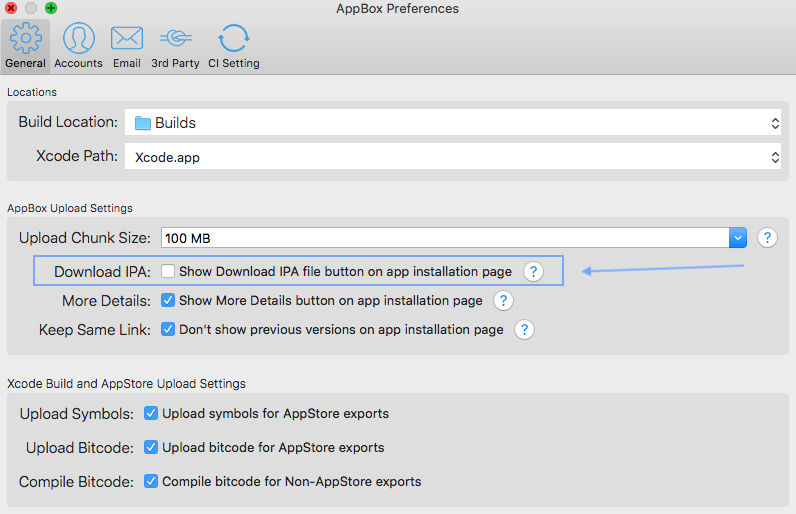 AppBox Preferences
General Accounts Email 3rd Party CI Setting
Locations
Build Location: Builds
Xcode Path: Xcode.app
AppBox Upload Settings
Upload Chunk Size: 100 MB ?
Download IPA: Show Download IPA file button on app installation page ?
More Details: Show More Details button on app installation page ?
Keep Same Link: Don't show previous versions on app installation page ?
Xcode Build and AppStore Upload Settings
Upload Symbols: Upload symbols for AppStore exports
Upload Bitcode: Upload bitcode for AppStore exports
Compile Bitcode: Compile bitcode for Non-AppStore exports